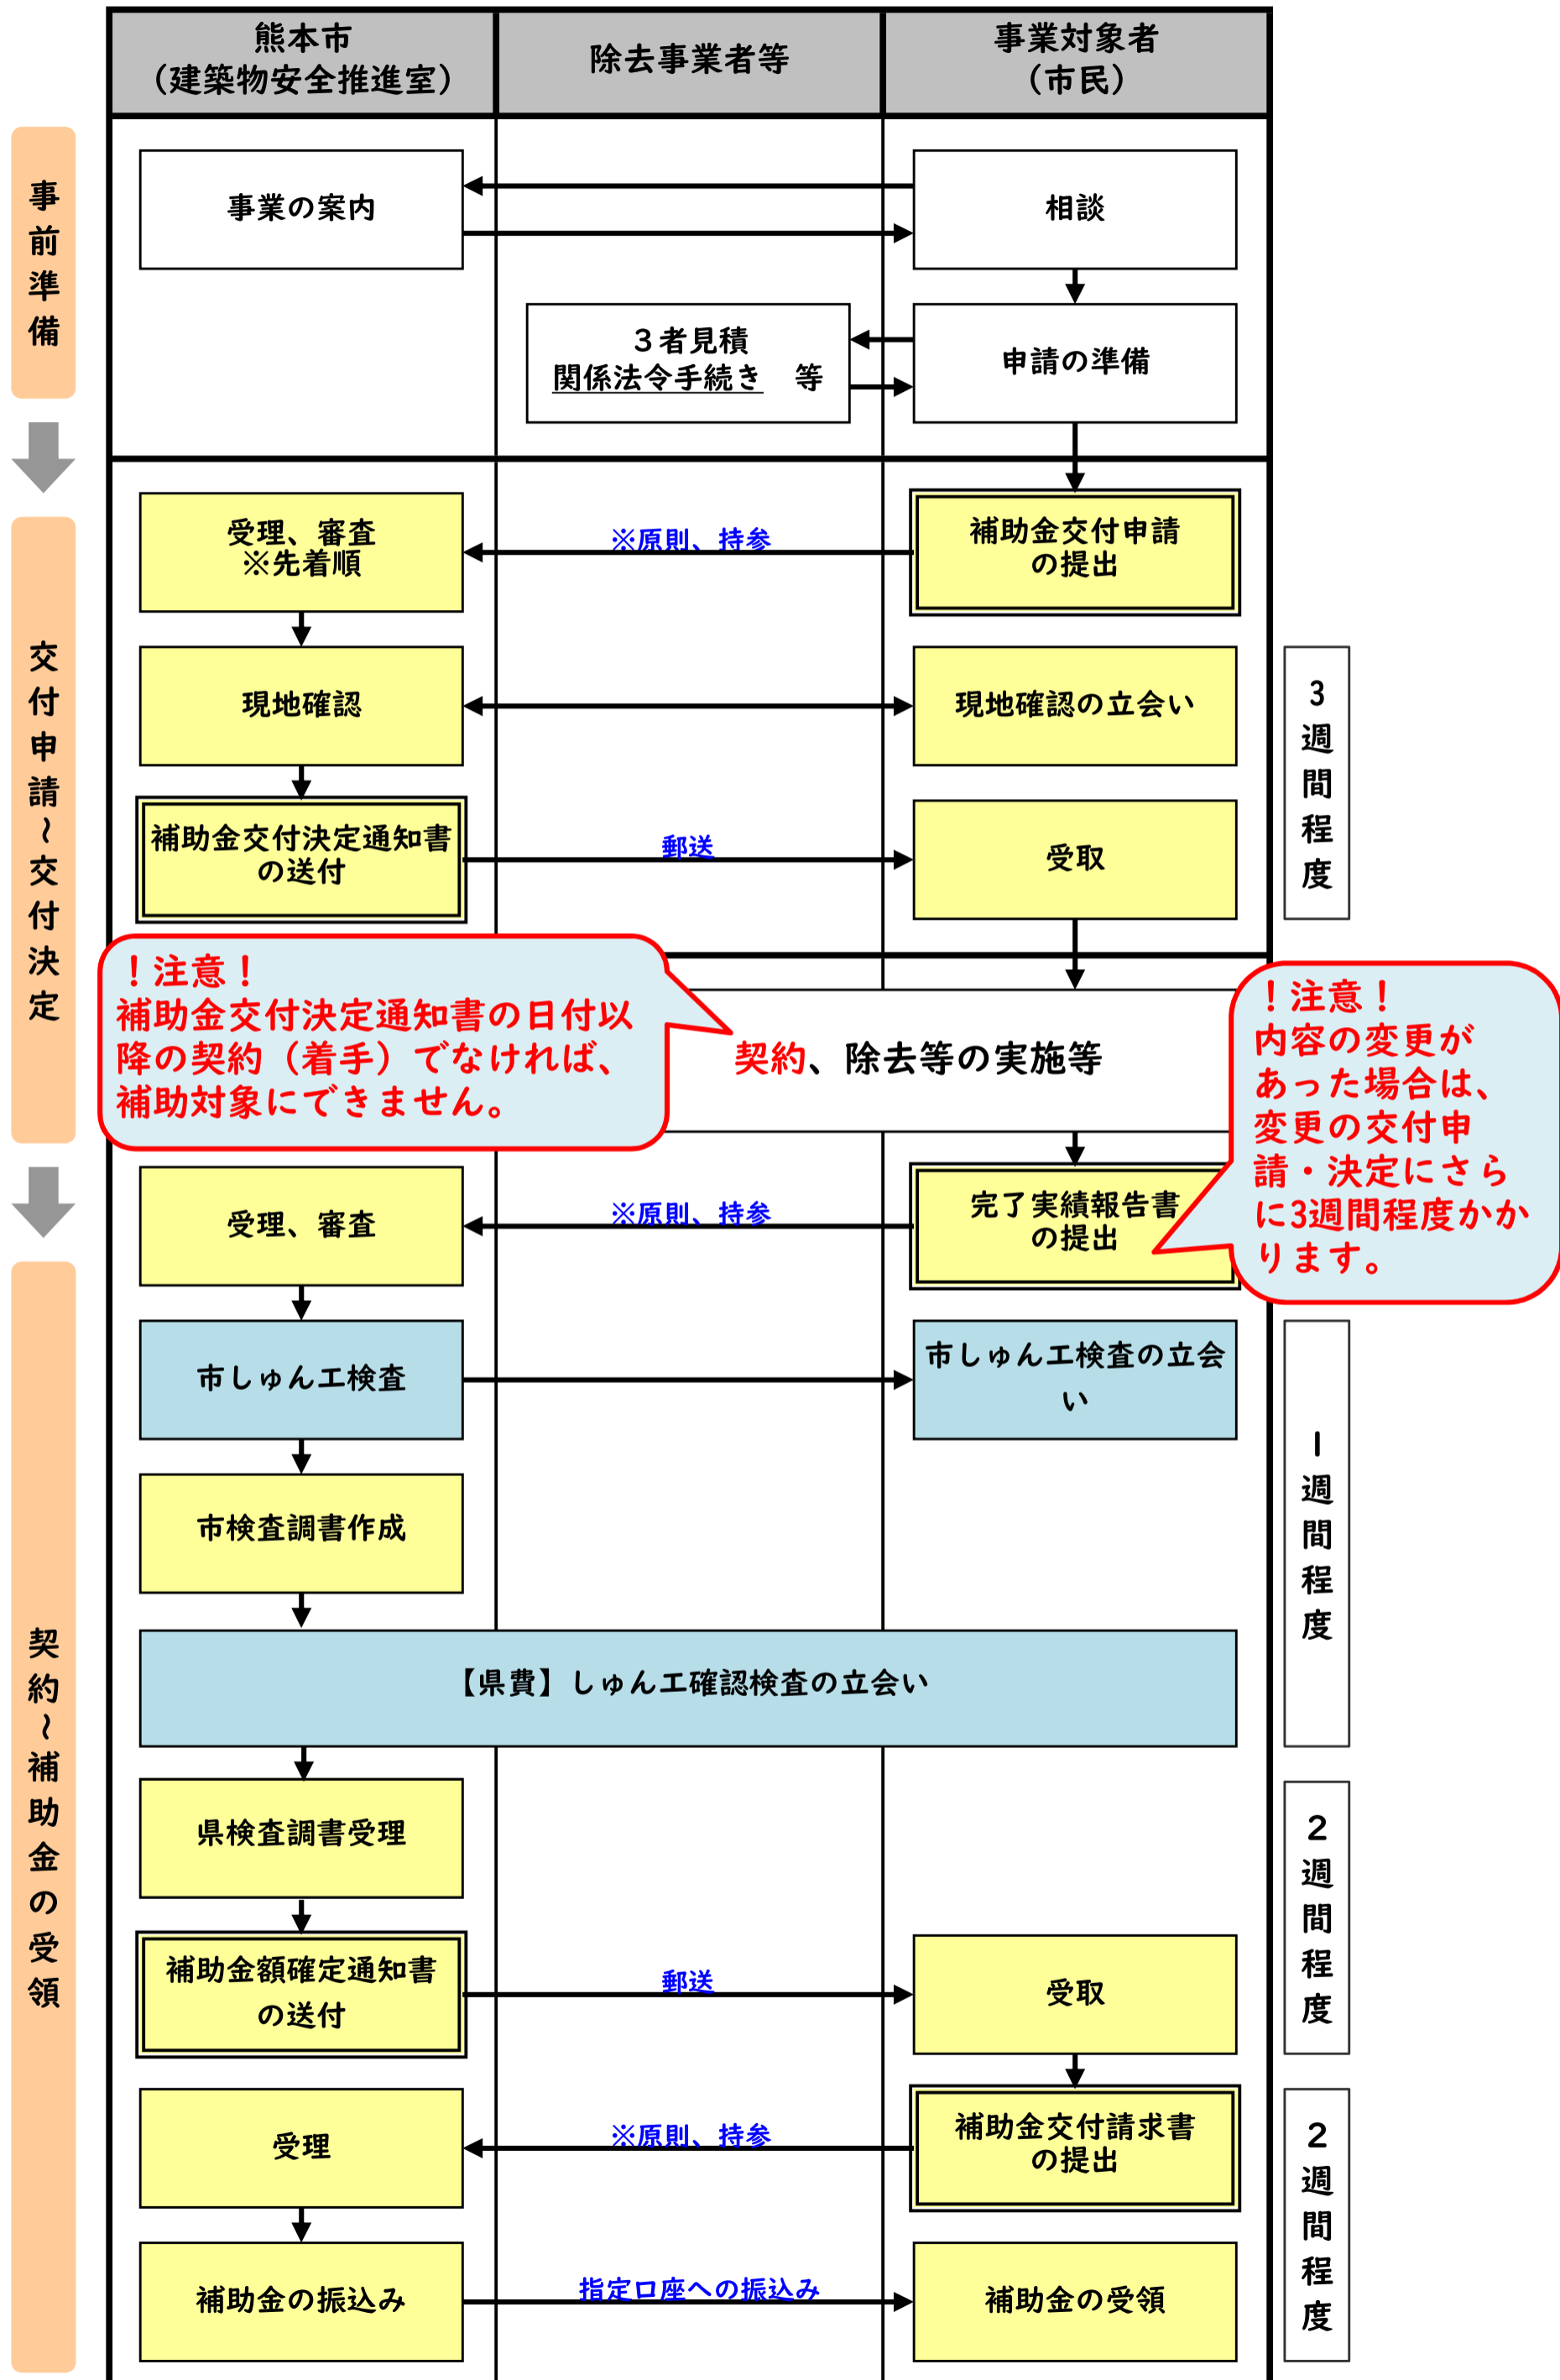 熊本市
（建築物安全推進室）
除去事業者等
事業対象者
（市民）
事前準備
事業の案内
相談
３者見積
関係法令手続き　等
申請の準備
交付申請～交付決定
受理、審査
※先着順
※原則、持参
補助金交付申請
の提出
現地確認
現地確認の立会い
3週間程度
補助金交付決定通知書
の送付
郵送
受取
！注意！
補助金交付決定通知書の日付以
降の契約（着手）でなければ、
補助対象にできません。
契約、除去等の実施等
！注意！
内容の変更が
あった場合は、
変更の交付申
請・決定にさら
に3週間程度かか
ります。
契約～補助金の受領
受理、審査
※原則、持参
完了実績報告書
の提出
市しゅん工検査
市しゅん工検査の立会
い
1週間程度
市検査調書作成
【県費】しゅん工確認検査の立会い
県検査調書受理
2週間程度
補助金額確定通知書
の送付
郵送
受取
受理
※原則、持参
補助金交付請求書
の提出
2週間程度
補助金の振込み
指定口座への振込み
補助金の受領